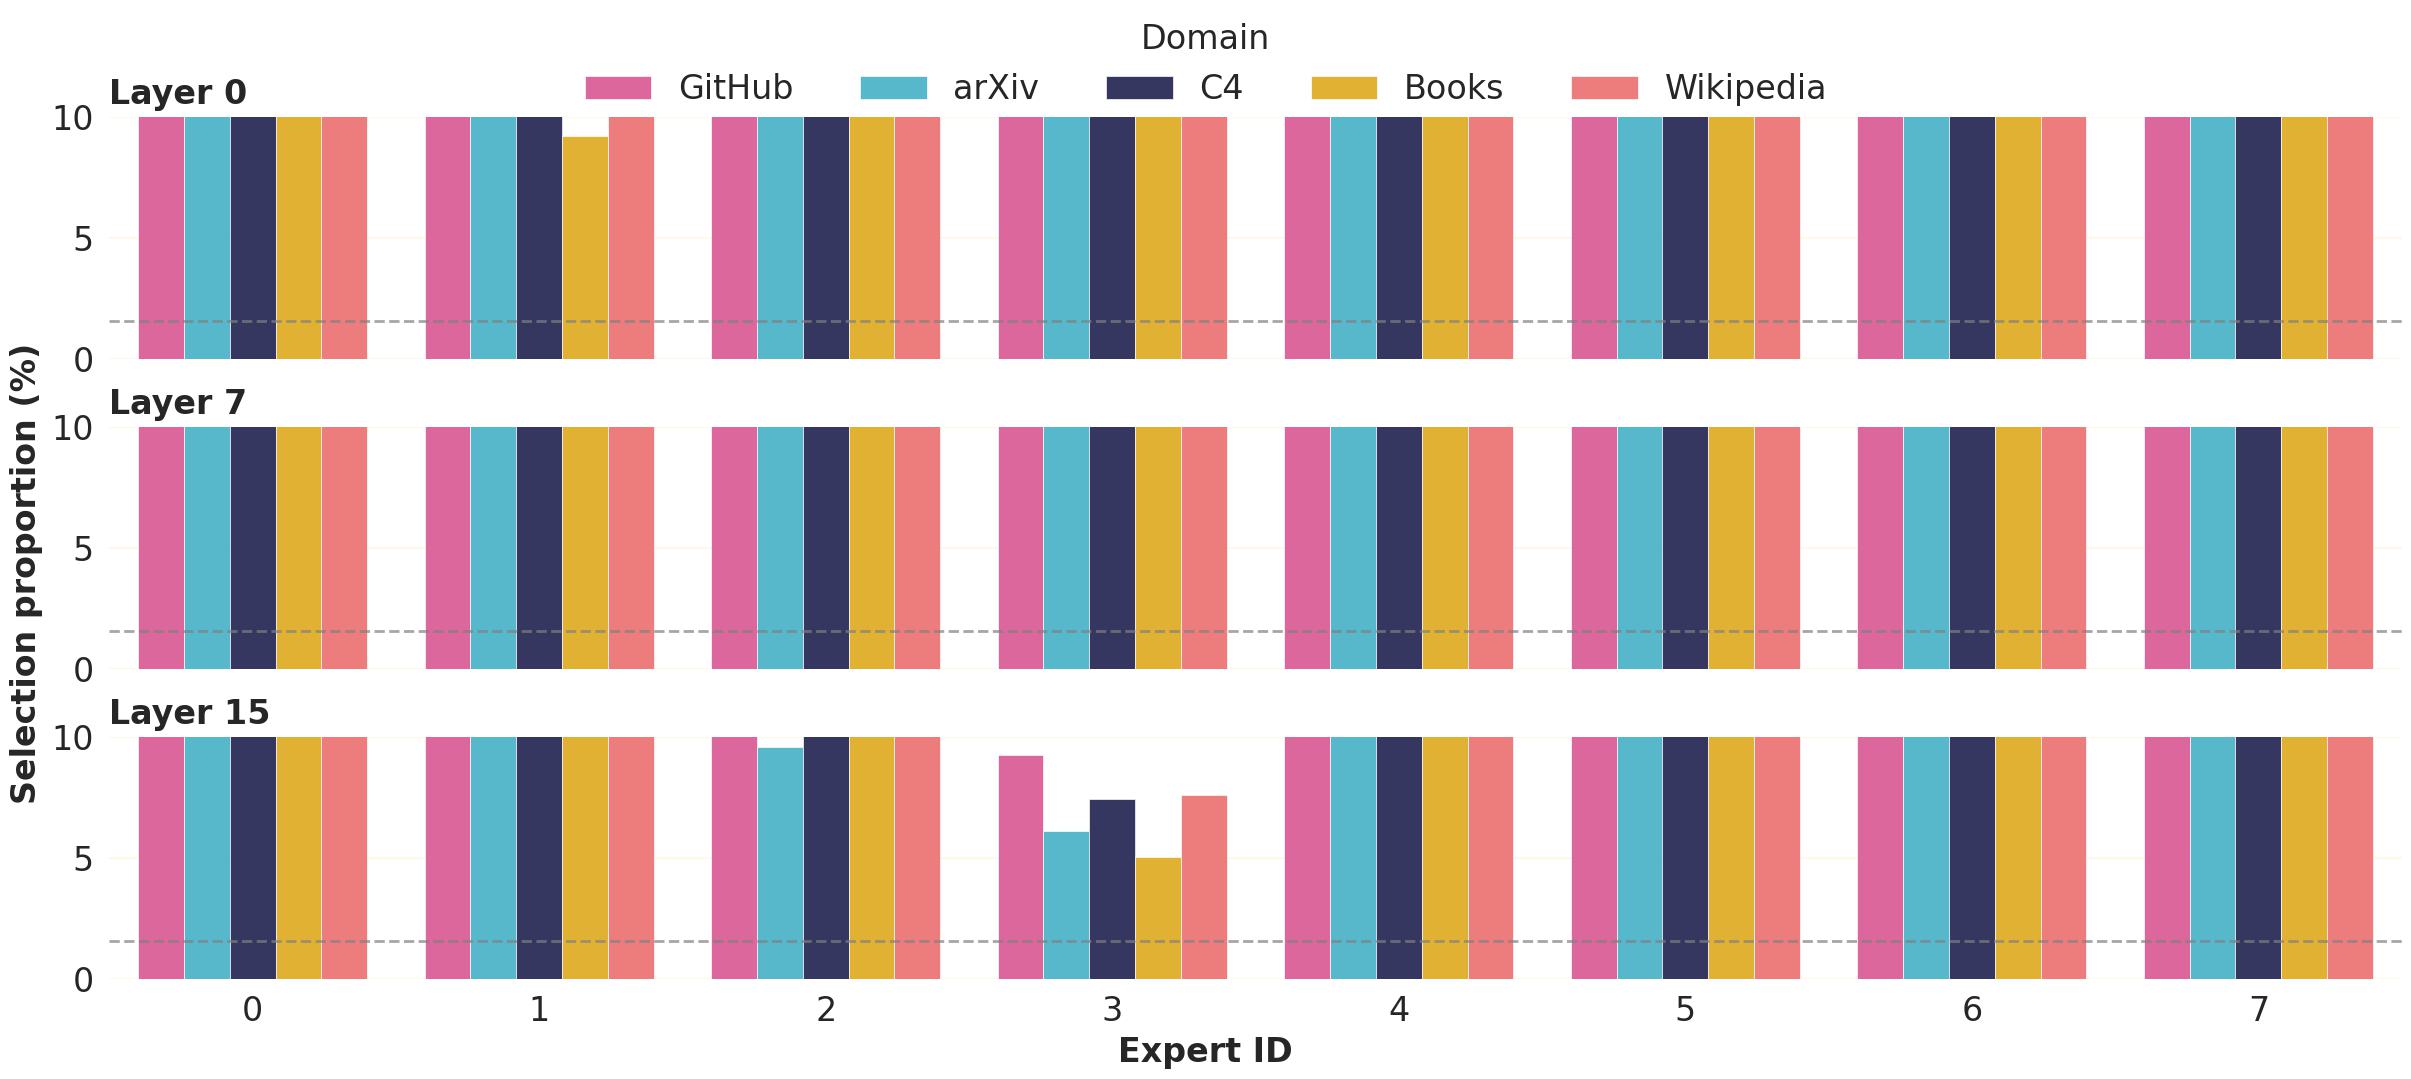 Domain
GitHub arXiv C4 Books Wikipedia
Layer 0
10
5
0
Layer 7
10
5
0
Layer 15
10
5
0
0 1 2 3 4 5 6 7
Expert ID
Selection proportion (%)